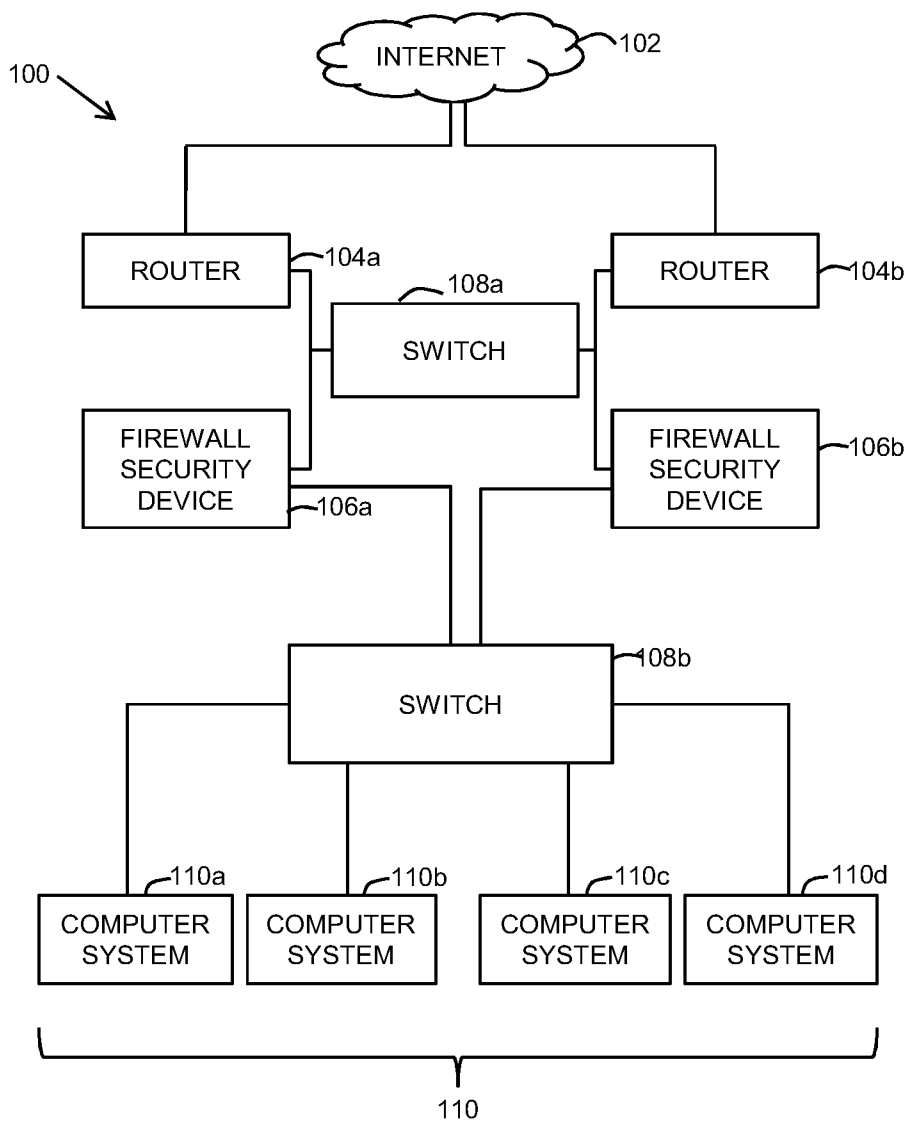 INTERNET
102
100
ROUTER
104a
ROUTER
104b
108a
SWITCH
FIREWALL
SECURITY
DEVICE
106a
FIREWALL
SECURITY
DEVICE
106b
SWITCH
108b
110a
COMPUTER
SYSTEM
110b
COMPUTER
SYSTEM
110c
COMPUTER
SYSTEM
110d
COMPUTER
SYSTEM
110